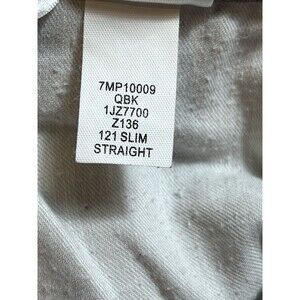 7MP10009
QBK
1JZ7700
Z136
121 SLIM
STRAIGHT